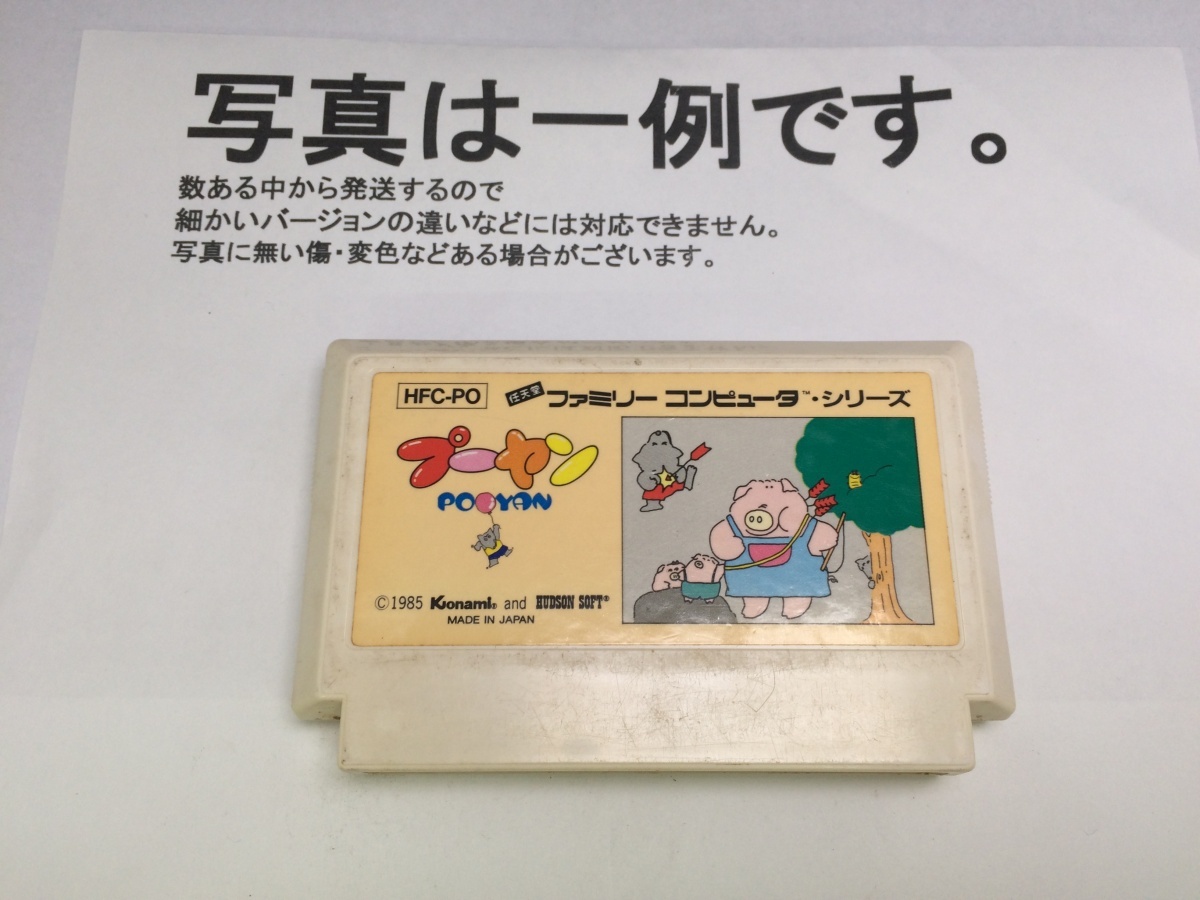 写真は一例です。
数ある中から発送するので
細かいバージョンの違いなどには対応できません。
写真に無い傷・変色などある場合がございます。
HFC-PO
任天堂 ファミリー コンピュータ™・シリーズ
プーヤン
POOYAN
©1985 Konami® and HUDSON SOFT®
MADE IN JAPAN